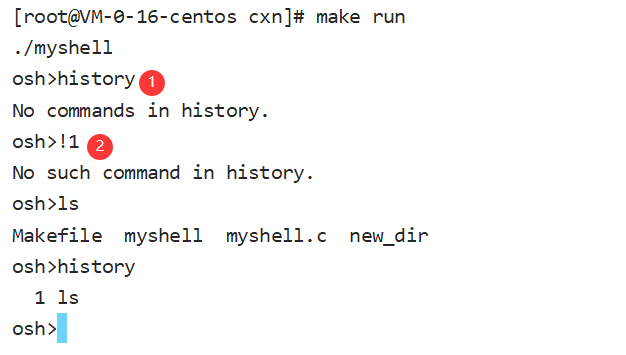 [root@VM-0-16-centos cxn]# make run
./myshell
osh>history 1
No commands in history.
osh>!1 2
No such command in history.
osh>ls
Makefile  myshell  myshell.c  new_dir
osh>history
  1 ls
osh>